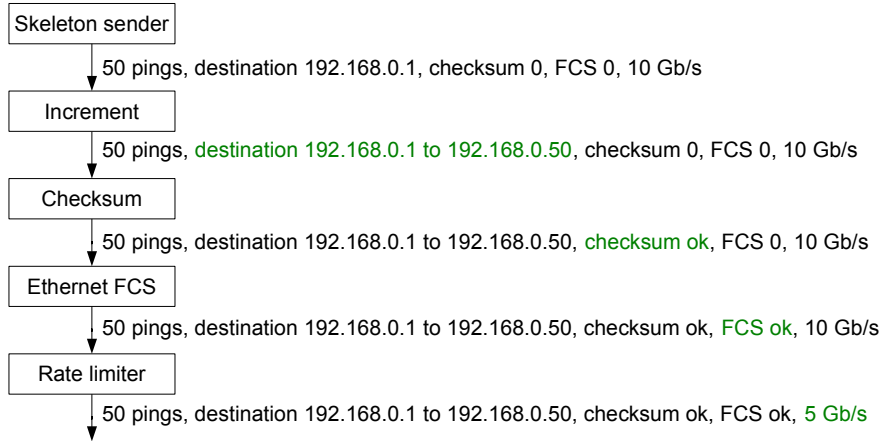 Skeleton sender
50 pings, destination 192.168.0.1, checksum 0, FCS 0, 10 Gb/s
Increment
50 pings, destination 192.168.0.1 to 192.168.0.50, checksum 0, FCS 0, 10 Gb/s
Checksum
50 pings, destination 192.168.0.1 to 192.168.0.50, checksum ok, FCS 0, 10 Gb/s
Ethernet FCS
50 pings, destination 192.168.0.1 to 192.168.0.50, checksum ok, FCS ok, 10 Gb/s
Rate limiter
50 pings, destination 192.168.0.1 to 192.168.0.50, checksum ok, FCS ok, 5 Gb/s